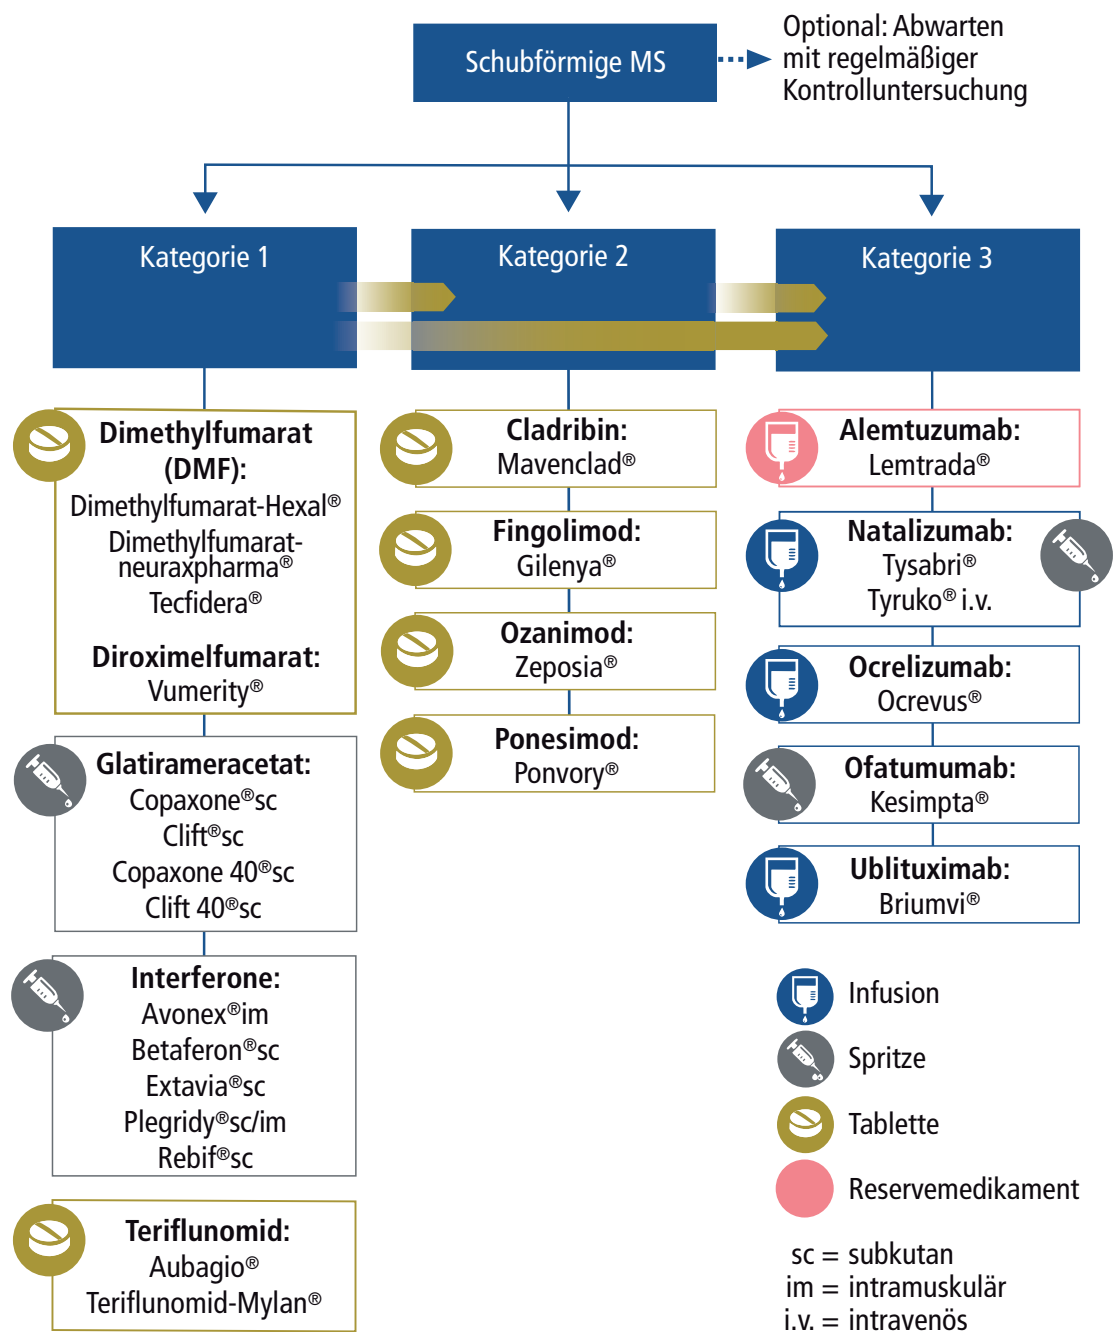 Schubförmige MS
Optional: Abwarten
mit regelmäßiger
Kontrolluntersuchung
Kategorie 1
Kategorie 2
Kategorie 3
Dimethylfumarat
(DMF):
Dimethylfumarat-Hexal®
Dimethylfumarat-
neuraxpharma®
Tecfidera®
Diroximelfumarat:
Vumerity®
Glatirameracetat:
Copaxone®sc
Clift®sc
Copaxone 40®sc
Clift 40®sc
Interferone:
Avonex®im
Betaferon®sc
Extavia®sc
Plegridy®sc/im
Rebif®sc
Teriflunomid:
Aubagio®
Teriflunomid-Mylan®
Cladribin:
Mavenclad®
Fingolimod:
Gilenya®
Ozanimod:
Zeposia®
Ponesimod:
Ponvory®
Alemtuzumab:
Lemtrada®
Natalizumab:
Tysabri®
Tyruko® i.v.
Ocrelizumab:
Ocrevus®
Ofatumumab:
Kesimpta®
Ublituximab:
Briumvi®
Infusion
Spritze
Tablette
Reservemedikament
sc = subkutan
im = intramuskulär
i.v. = intravenös